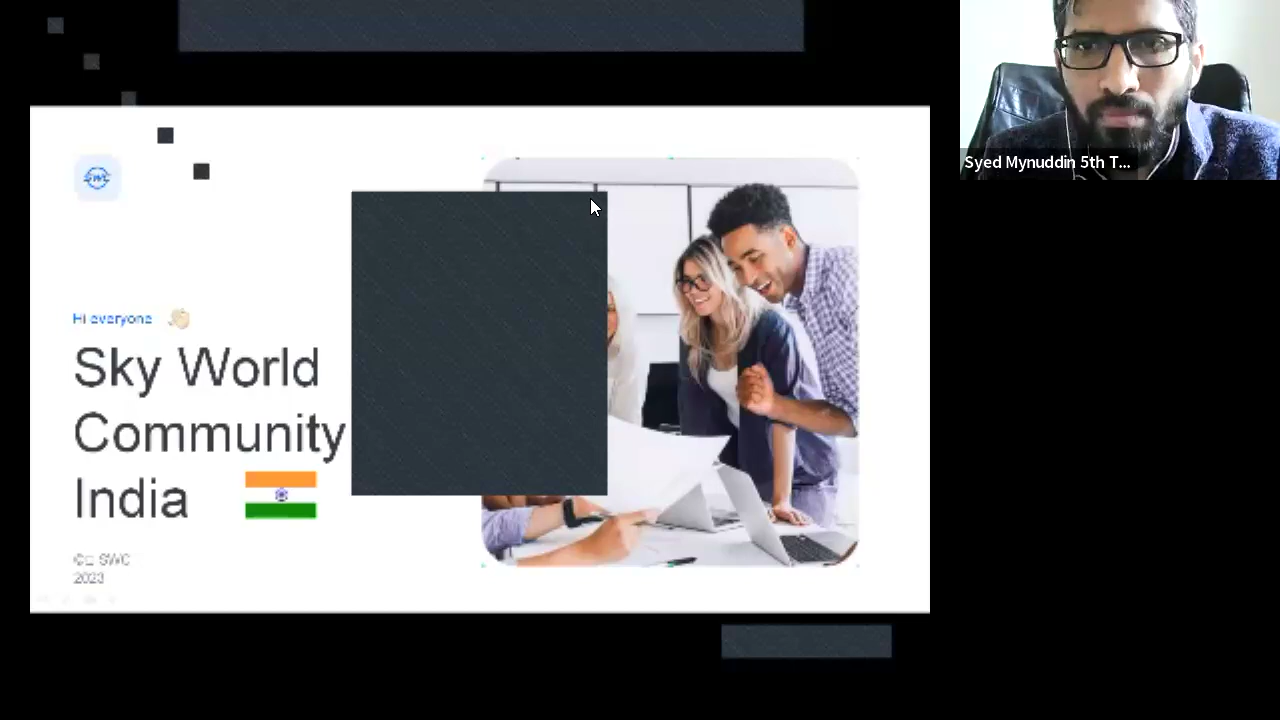 SWC
Hi everyone
Sky World
Community
India
SWC
2023
Syed Mynuddin 5th T...